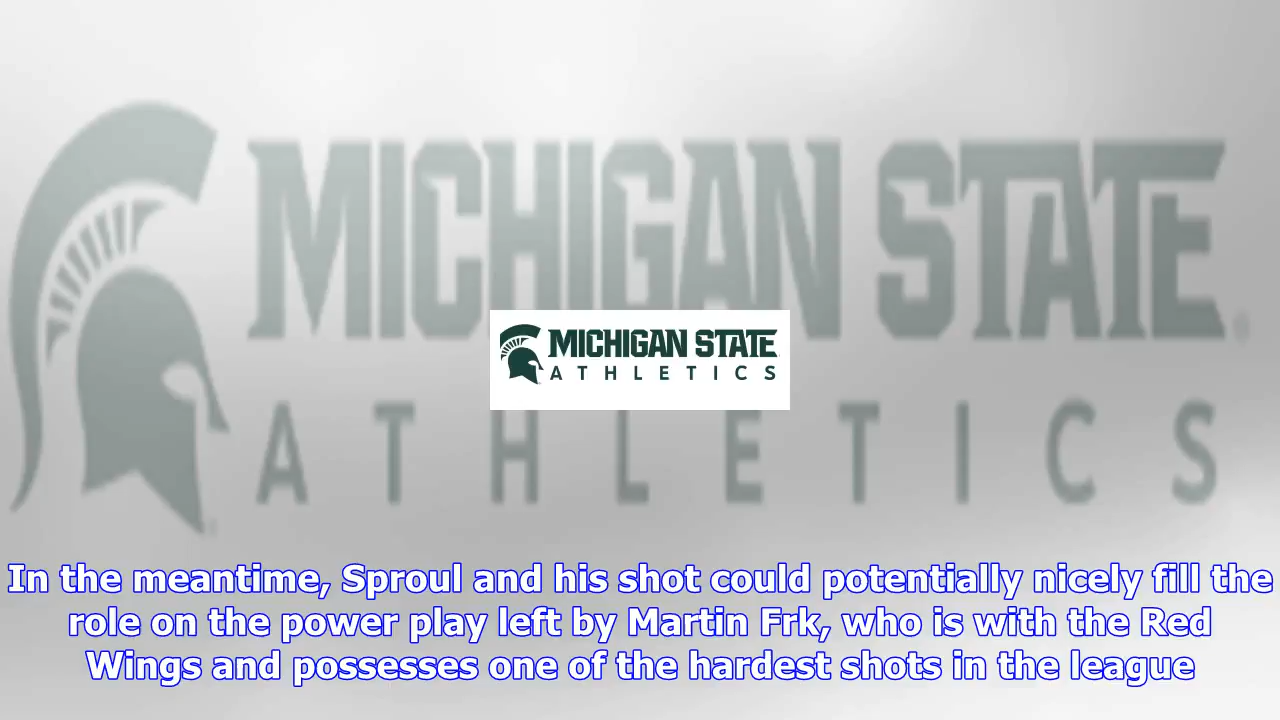 MICHIGAN STATE
ATHLETICS
MICHIGAN STATE
ATHLETICS
In the meantime, Sproul and his shot could potentially nicely fill the
role on the power play left by Martin Frk, who is with the Red
Wings and possesses one of the hardest shots in the league